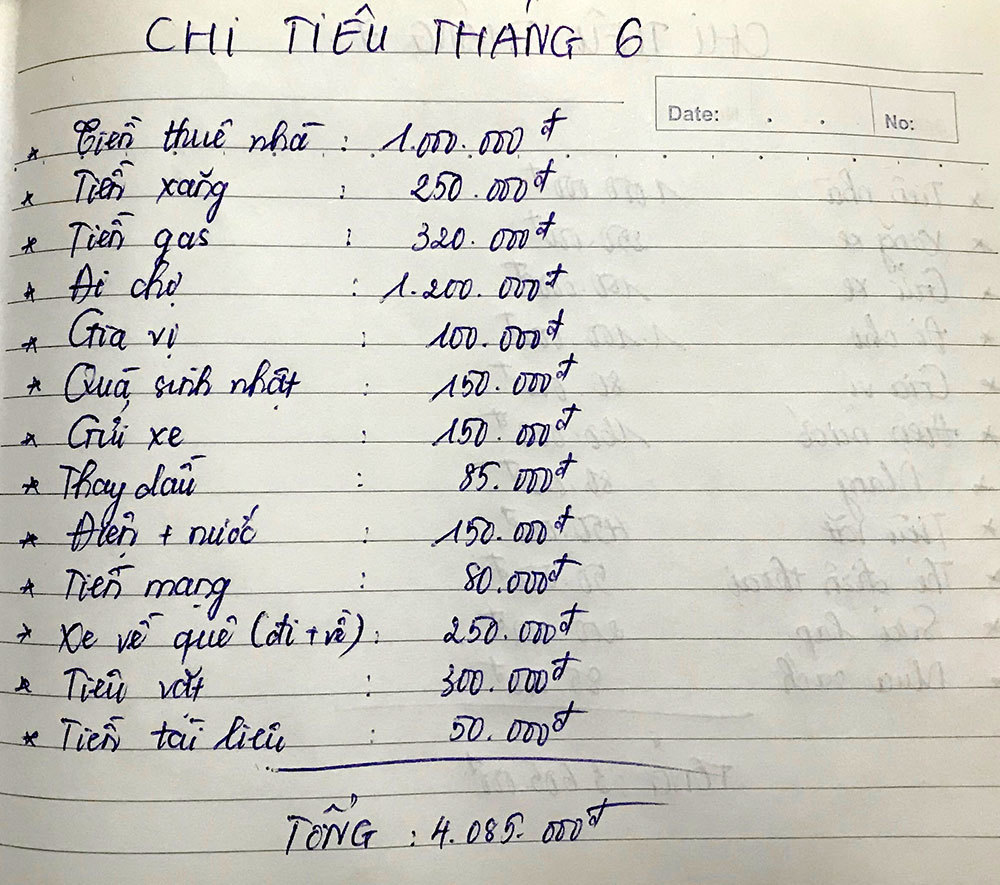 CHI TIÊU THÁNG 6
Date: . . No:
* Tiền thuê nhà : 1.000.000đ
* Tiền xăng : 250.000đ
* Tiền gas : 320.000đ
* Đi chợ : 1.200.000đ
* Gia vị : 100.000đ
* Quà sinh nhật : 150.000đ
* Gửi xe : 150.000đ
* Thay dầu : 85.000đ
* Điện + nước : 150.000đ
* Tiền mạng : 80.000đ
* Xe về quê (đi + về) : 250.000đ
* Tiêu vặt : 300.000đ
* Tiền tài liệu : 50.000đ
TỔNG : 4.085.000đ